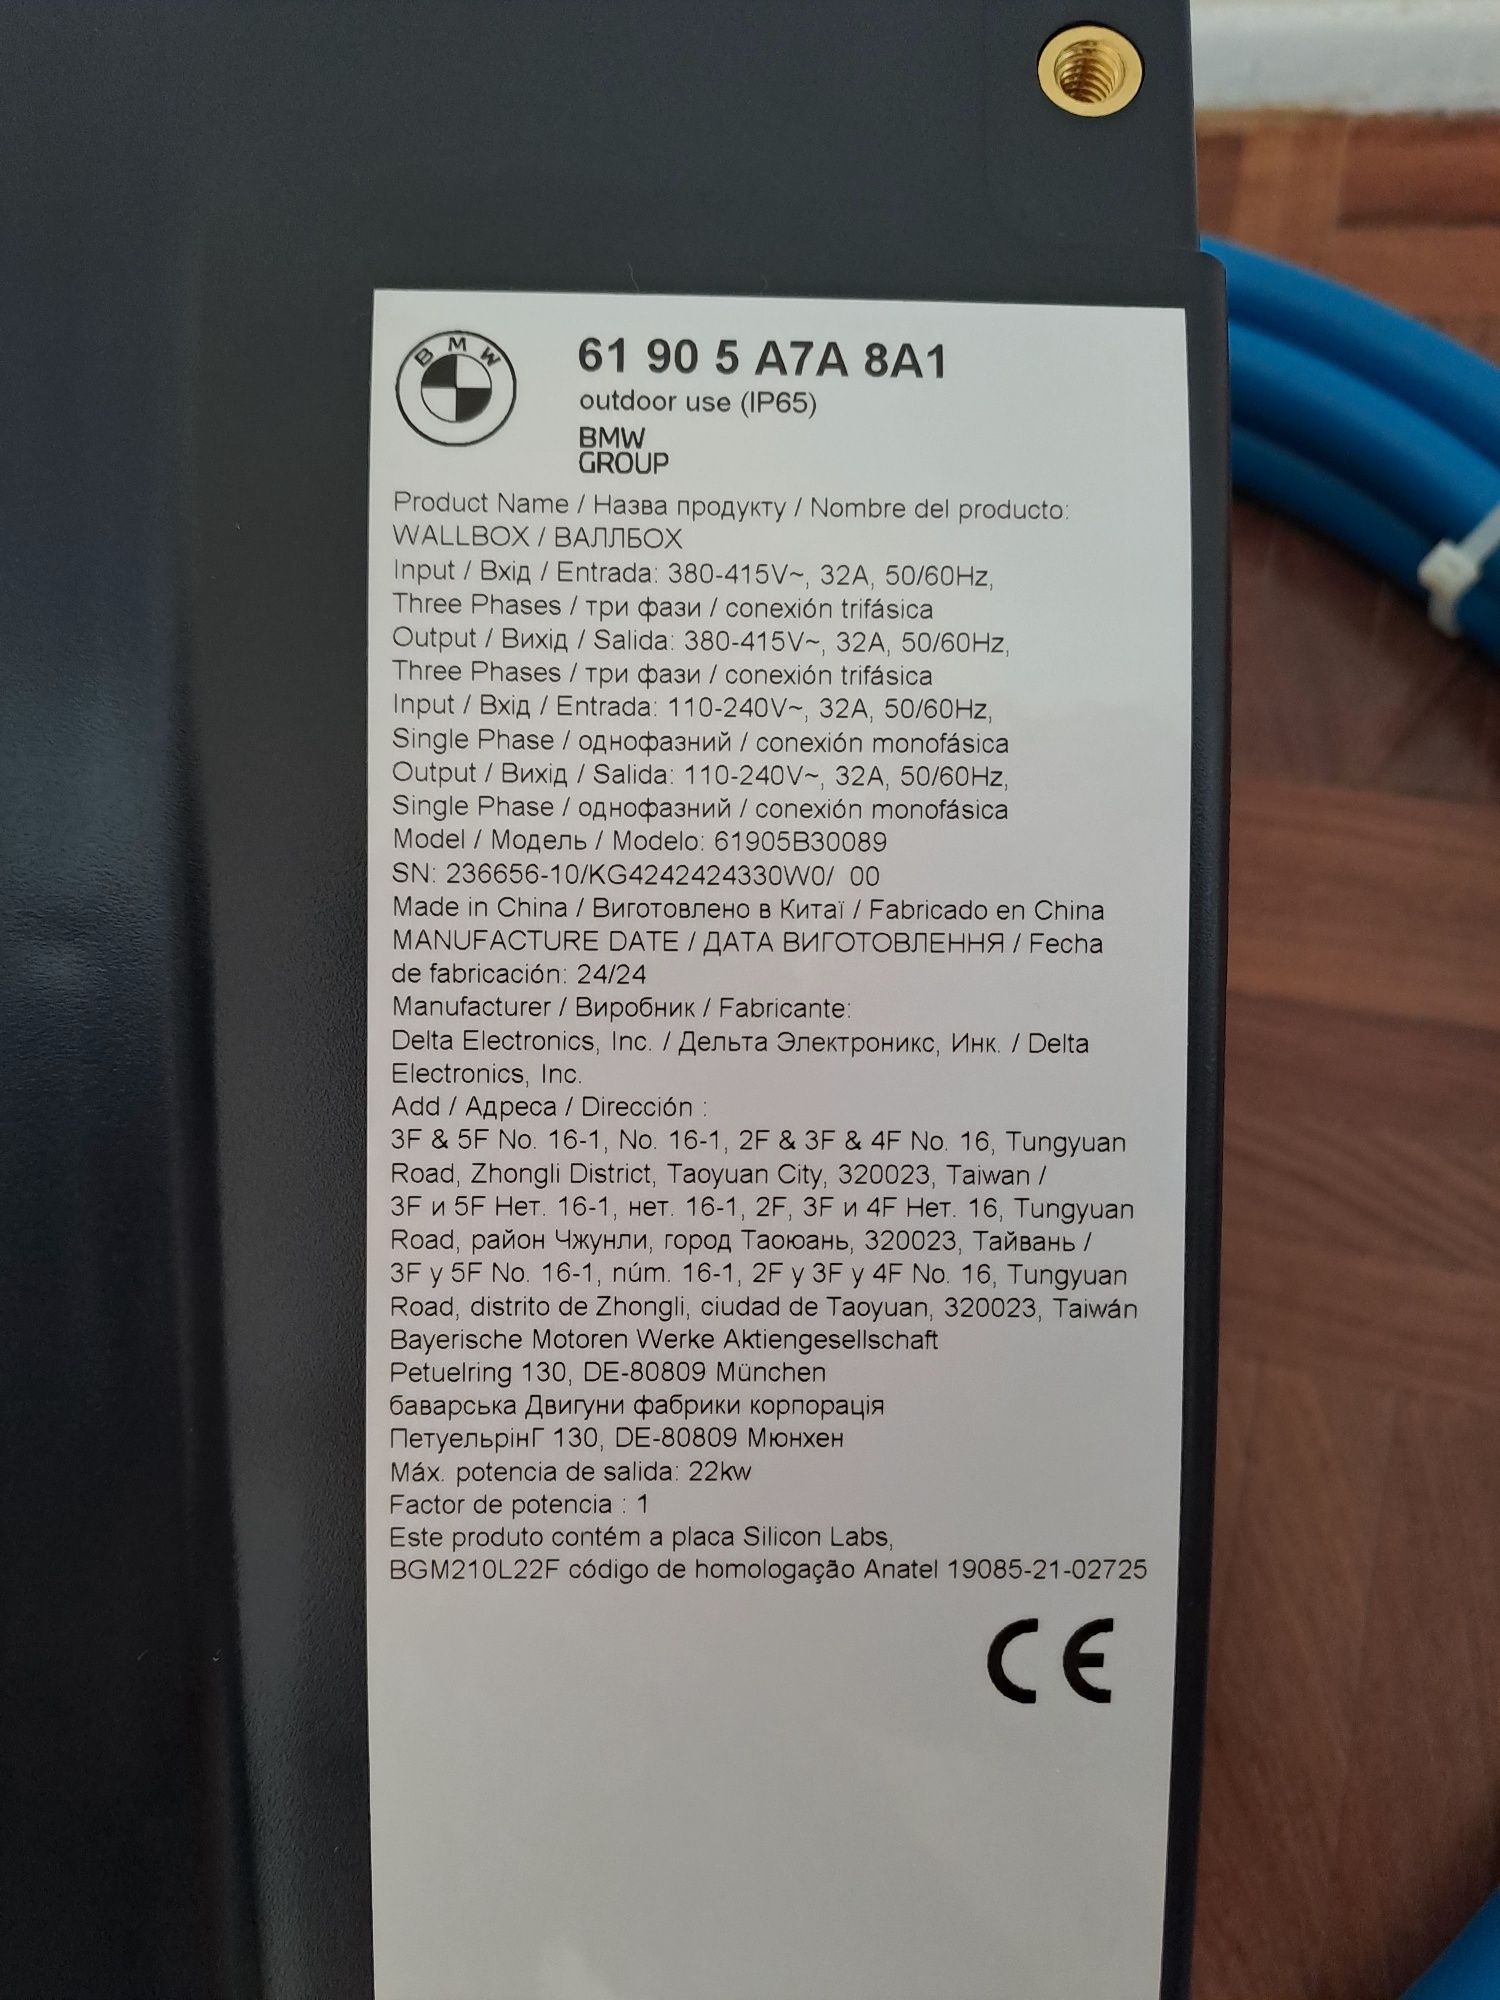 BMW
61 90 5 A7A 8A1
outdoor use (IP65)
BMW
GROUP
Product Name / Назва продукту / Nombre del producto:
WALLBOX / ВАЛЛБОХ
Input / Вхід / Entrada: 380-415V~, 32A, 50/60Hz,
Three Phases / три фази / conexión trifásica
Output / Вихід / Salida: 380-415V~, 32A, 50/60Hz,
Three Phases / три фази / conexión trifásica
Input / Вхід / Entrada: 110-240V~, 32A, 50/60Hz,
Single Phase / однофазний / conexión monofásica
Output / Вихід / Salida: 110-240V~, 32A, 50/60Hz,
Single Phase / однофазний / conexión monofásica
Model / Модель / Modelo: 61905B30089
SN: 236656-10/KG4242424330W0/ 00
Made in China / Виготовлено в Китаї / Fabricado en China
MANUFACTURE DATE / ДАТА ВИГОТОВЛЕННЯ / Fecha
de fabricación: 24/24
Manufacturer / Виробник / Fabricante:
Delta Electronics, Inc. / Дельта Электроникс, Инк. / Delta
Electronics, Inc.
Add / Адреса / Dirección :
3F & 5F No. 16-1, No. 16-1, 2F & 3F & 4F No. 16, Tungyuan
Road, Zhongli District, Taoyuan City, 320023, Taiwan /
3F и 5F Нет. 16-1, нет. 16-1, 2F, 3F и 4F Нет. 16, Tungyuan
Road, район Чжунли, город Таоюань, 320023, Тайвань /
3F y 5F No. 16-1, núm. 16-1, 2F y 3F y 4F No. 16, Tungyuan
Road, distrito de Zhongli, ciudad de Taoyuan, 320023, Taiwán
Bayerische Motoren Werke Aktiengesellschaft
Petuelring 130, DE-80809 München
баварська Двигуни фабрики корпорація
ПетуельрінГ 130, DE-80809 Мюнхен
Máx. potencia de salida: 22kw
Factor de potencia : 1
Este produto contém a placa Silicon Labs,
BGM210L22F código de homologação Anatel 19085-21-02725
CE